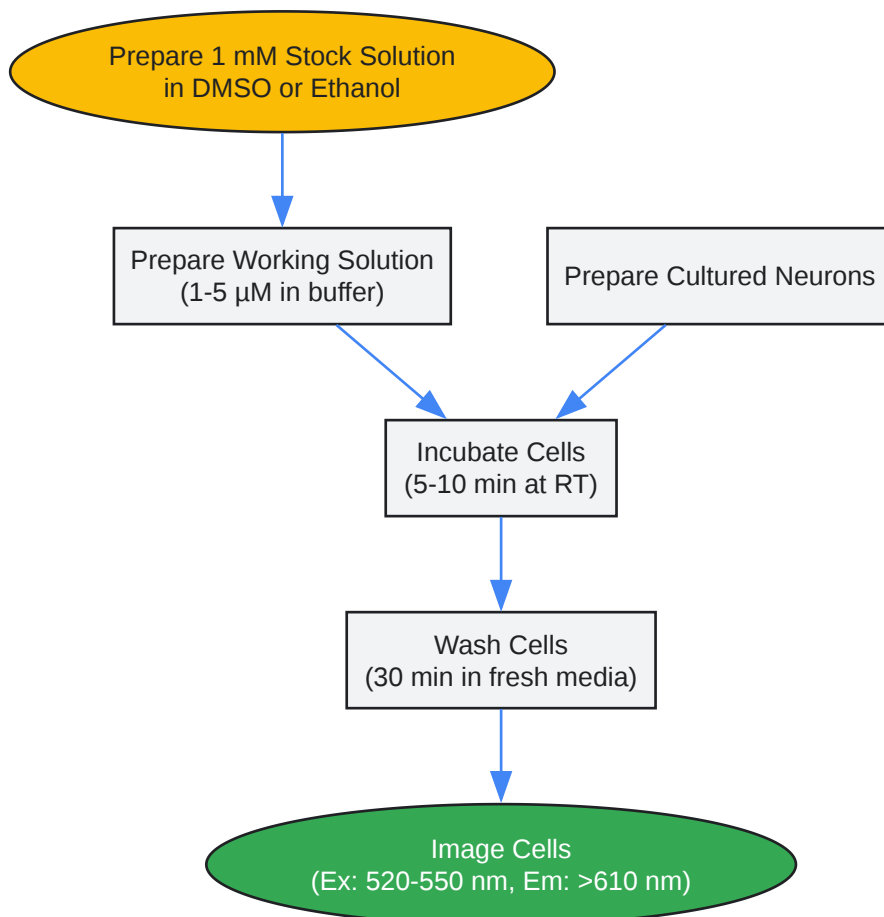 Prepare 1 mM Stock Solution
in DMSO or Ethanol
Prepare Working Solution
(1-5 µM in buffer)
Prepare Cultured Neurons
Incubate Cells
(5-10 min at RT)
Wash Cells
(30 min in fresh media)
Image Cells
(Ex: 520-550 nm, Em: >610 nm)